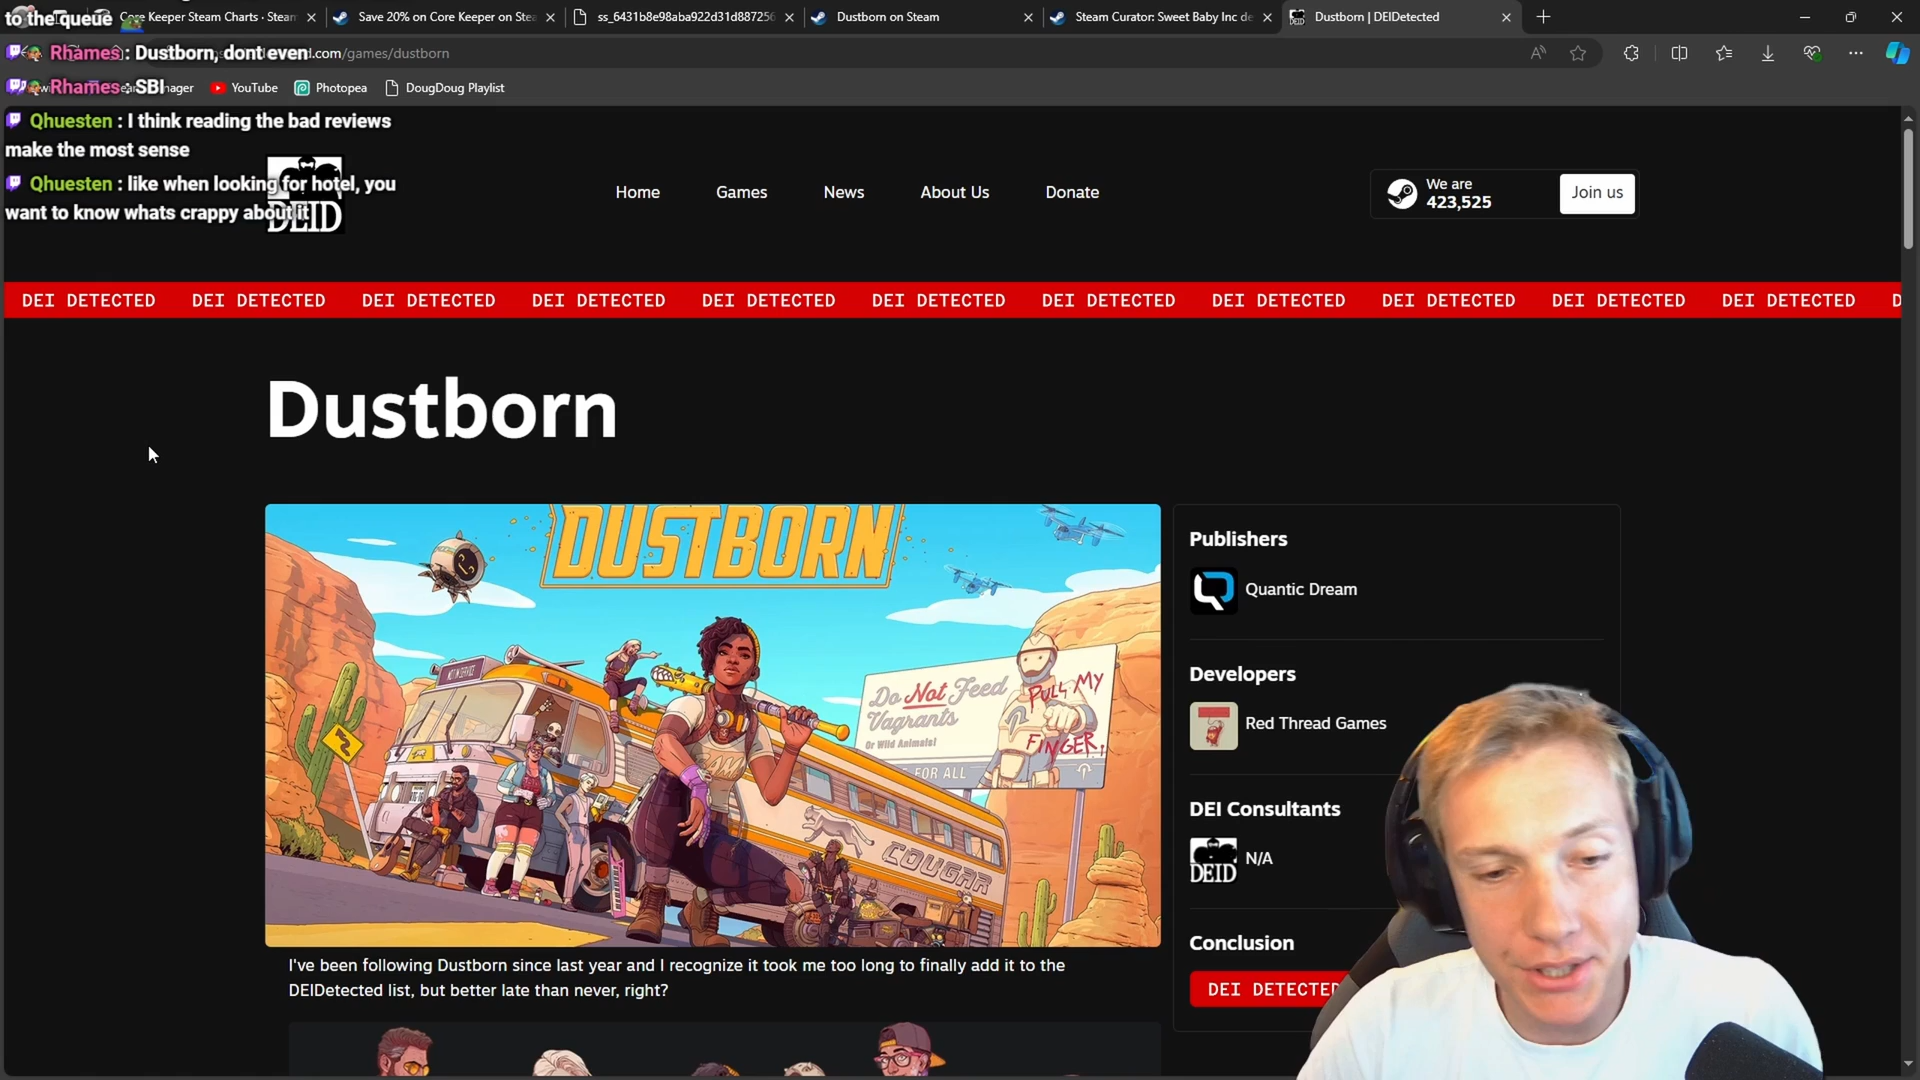 to the queue
Core Keeper Steam Charts · Steam
Save 20% on Core Keeper on Ste
ss_6431b8e98aba922d31d887256
Dustborn on Steam
Steam Curator: Sweet Baby Inc de
Dustborn | DEIDetected
Rhames : Dustborn, dont even
.com/games/dustborn
Rhames : SBI
YouTube
Photopea
DougDoug Playlist
Qhuesten : I think reading the bad reviews
make the most sense
Qhuesten : like when looking for hotel, you
want to know whats crappy about it
DEID
Home
Games
News
About Us
Donate
We are
423,525
Join us
DEI DETECTED DEI DETECTED DEI DETECTED DEI DETECTED DEI DETECTED DEI DETECTED DEI DETECTED DEI DETECTED DEI DETECTED DEI DETECTED DEI DETECTED D
Dustborn
DUSTBORN
NOT IN SERVICE
Do Not Feed
Vagrants
Or Wild Animals!
FOR ALL
PULL MY
FINGER
COUGAR
Publishers
Quantic Dream
Developers
Red Thread Games
DEI Consultants
DEID
N/A
Conclusion
DEI DETECTED
I've been following Dustborn since last year and I recognize it took me too long to finally add it to the
DEIDetected list, but better late than never, right?